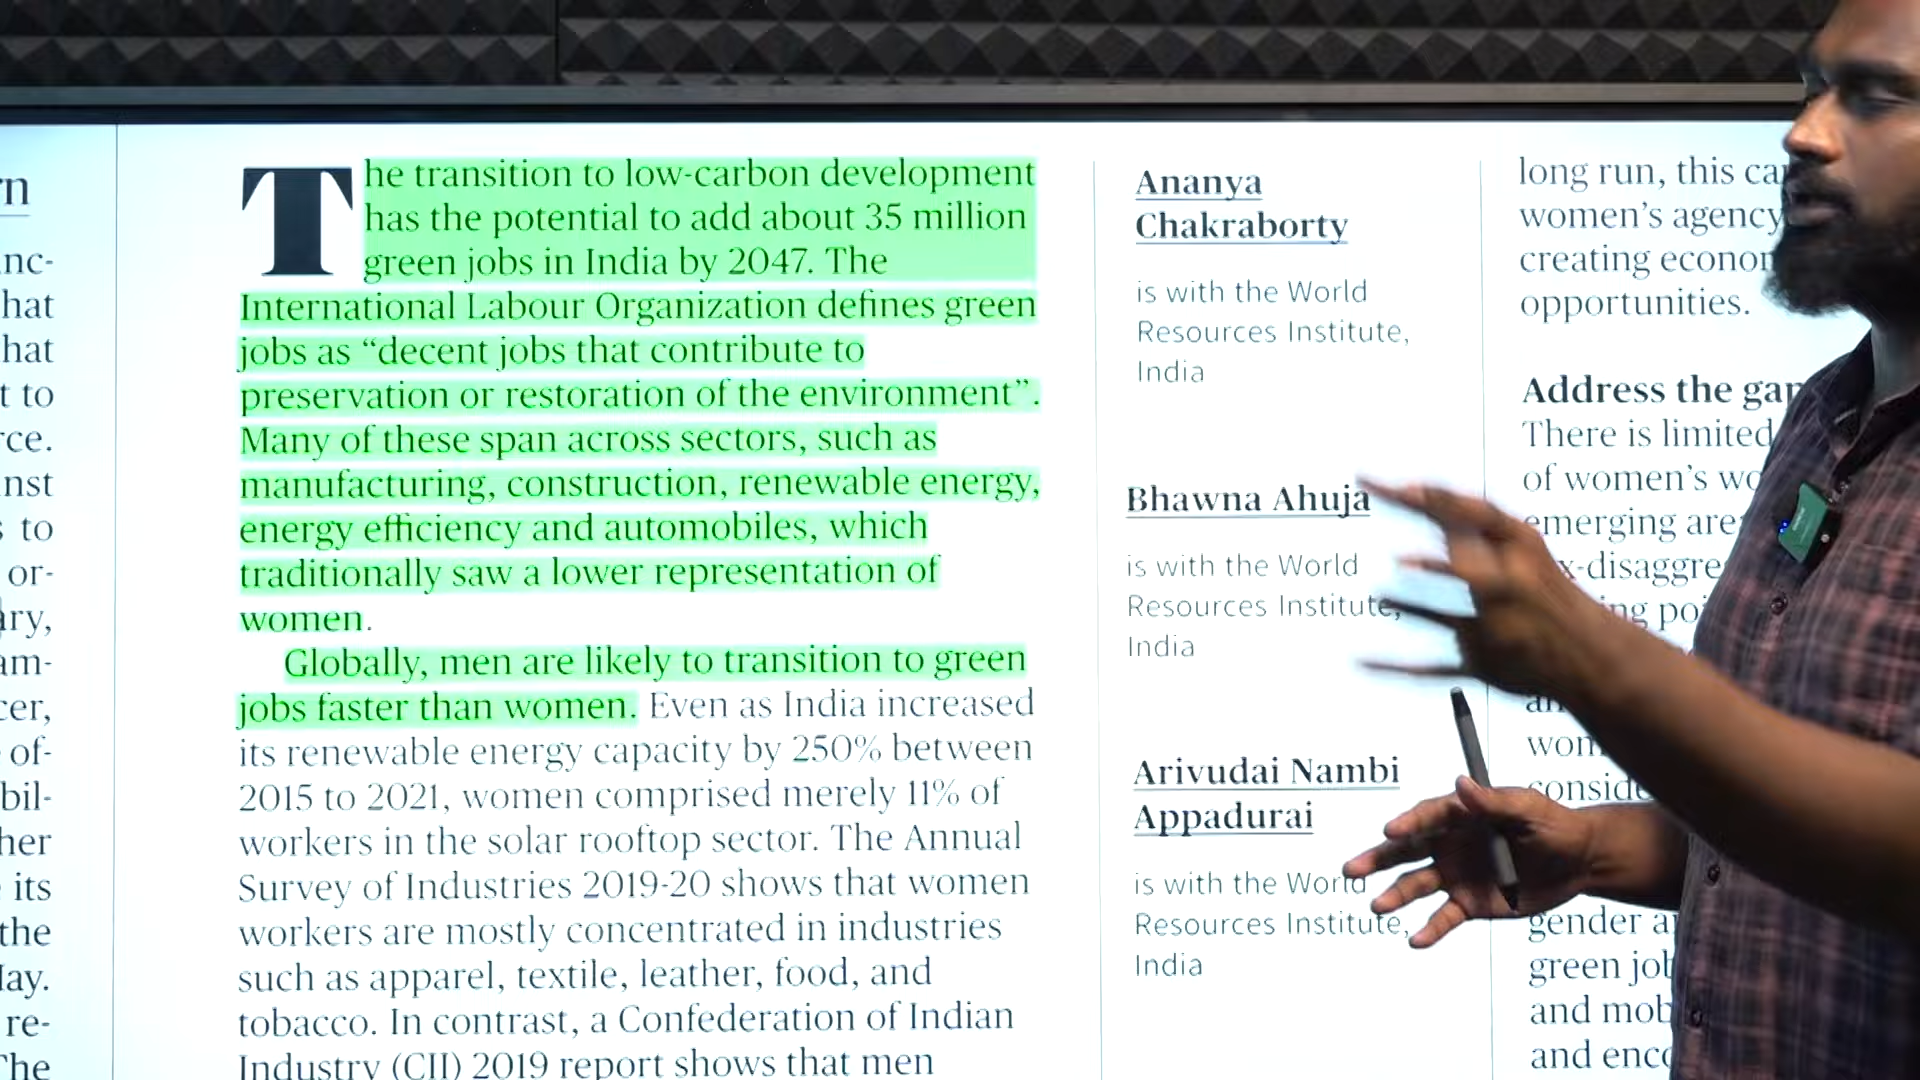 The transition to low-carbon development
has the potential to add about 35 million
green jobs in India by 2047. The
International Labour Organization defines green
jobs as “decent jobs that contribute to
preservation or restoration of the environment”.
Many of these span across sectors, such as
manufacturing, construction, renewable energy,
energy efficiency and automobiles, which
traditionally saw a lower representation of
women.
Globally, men are likely to transition to green
jobs faster than women. Even as India increased
its renewable energy capacity by 250% between
2015 to 2021, women comprised merely 11% of
workers in the solar rooftop sector. The Annual
Survey of Industries 2019-20 shows that women
workers are mostly concentrated in industries
such as apparel, textile, leather, food, and
tobacco. In contrast, a Confederation of Indian
Industry (CII) 2019 report shows that men
Ananya
Chakraborty
is with the World
Resources Institute,
India
Bhawna Ahuja
is with the World
Resources Institute,
India
Arivudai Nambi
Appadurai
is with the World
Resources Institute,
India
long run, this
women’s agency
creating
opportunities.
Address the
There is limited
of women’s
emerging
gender
green
and
and
to
to
its
the